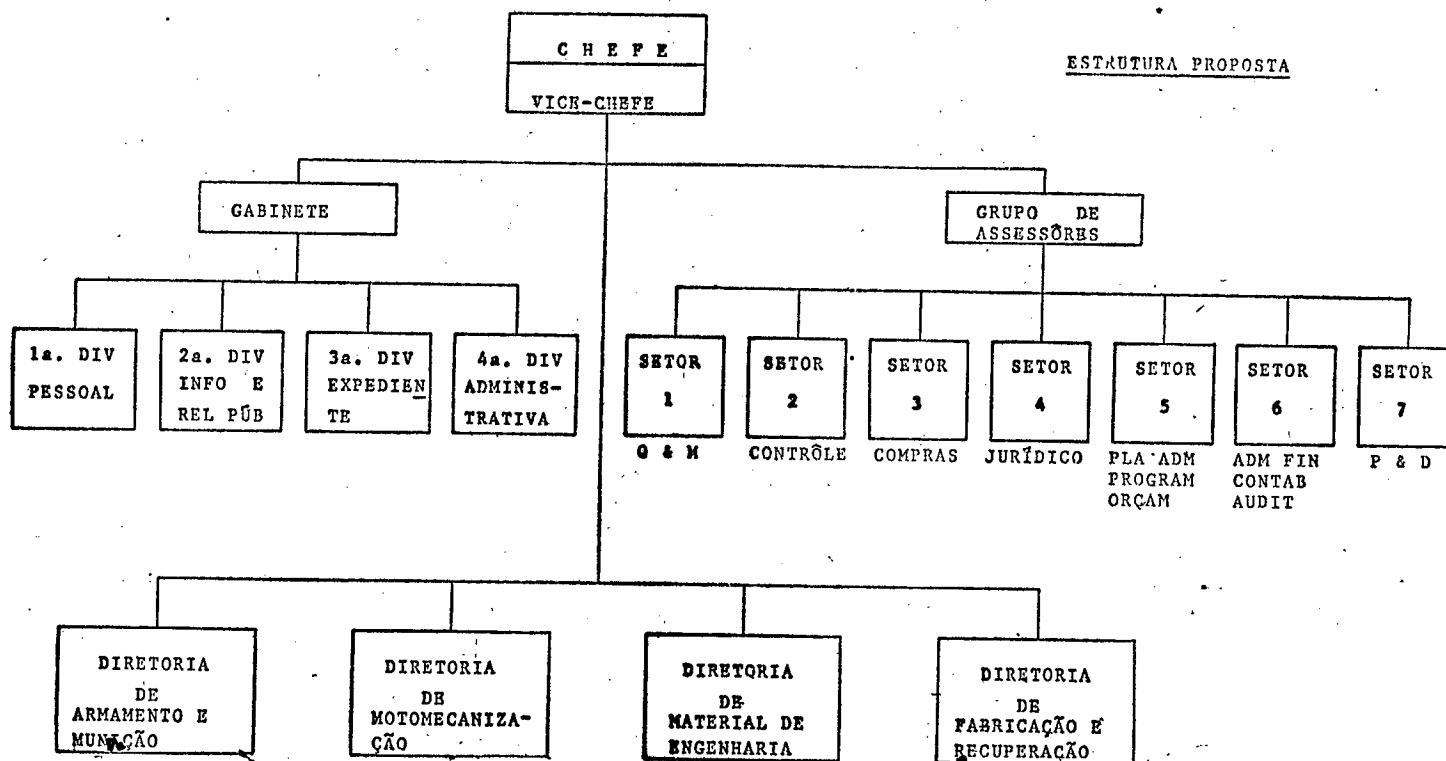 CHEFE
ESTRUTURA PROPOSTA
VICE-CHEFE
GABINETE
GRUPO DE
ASSESSÔRES
1a. DIV
PESSOAL
2a. DIV
INFO E
REL PÚB
3a. DIV
EXPEDIEN
TE
4a. DIV
ADMINIS-
TRATIVA
SETOR
1
O & M
SETOR
2
CONTRÔLE
SETOR
3
COMPRAS
SETOR
4
JURÍDICO
SETOR
5
PLA ADM
PROGRAM
ORÇAM
SETOR
6
ADM FIN
CONTAB
AUDIT
SETOR
7
P & D
DIRETORIA
DE
ARMAMENTO E
MUNIÇÃO
DIRETORIA
DE
MOTOMECANIZA-
ÇÃO
DIRETORIA
DE
MATERIAL DE
ENGENHARIA
DIRETORIA
DE
FABRICAÇÃO E
RECUPERAÇÃO